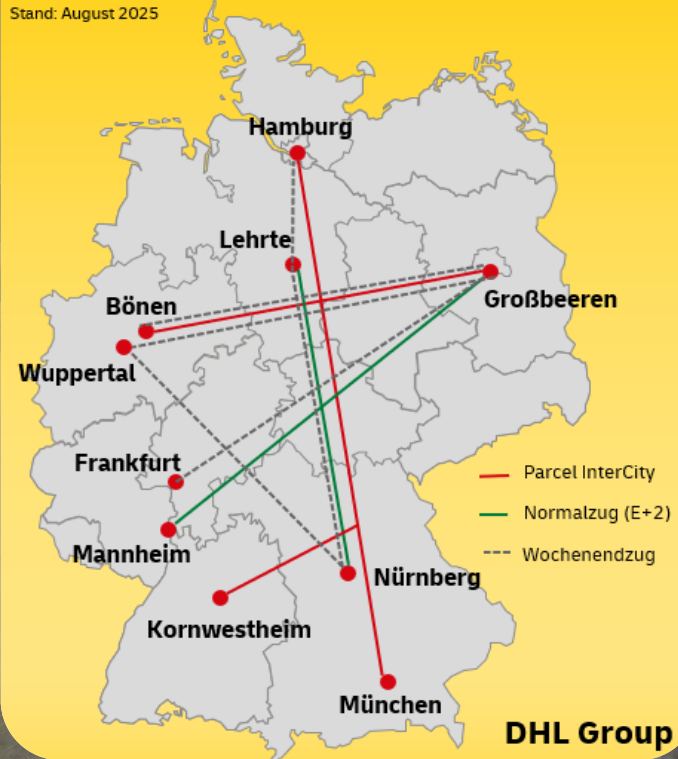 Stand: August 2025
Hamburg
Lehrte
Großbeeren
Bönen
Wuppertal
Frankfurt
Parcel InterCity
Normalzug (E+2)
Wochenendzug
Mannheim
Nürnberg
Kornwestheim
München
DHL Group